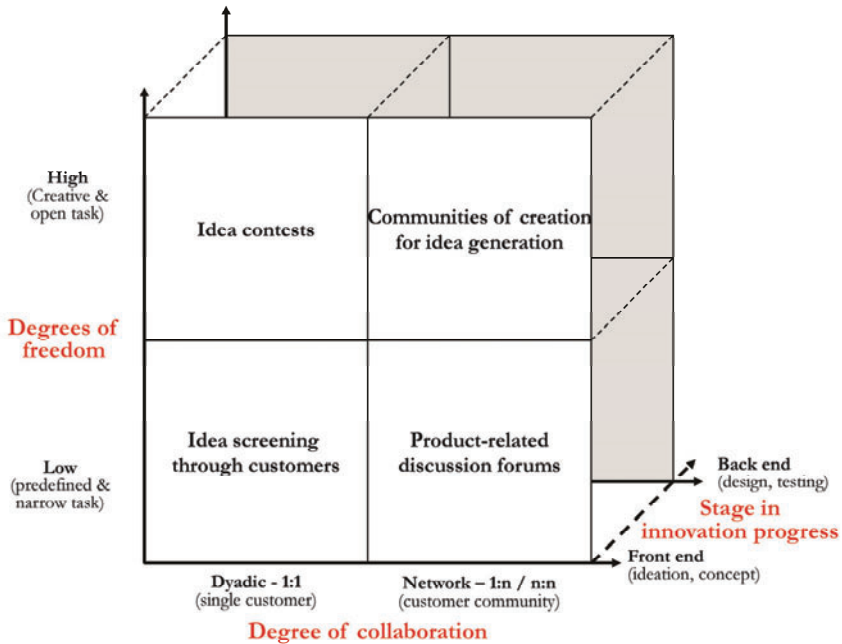 High
(Creative &
open task)
Idea contests
Communities of creation
for idea generation
Degrees of
freedom
Low
(predefined &
narrow task)
Idea screening
through customers
Product-related
discussion forums
Back end
(design, testing)
Stage in
innovation progress
Front end
(ideation, concept)
Dyadic - 1:1
(single customer)
Network – 1:n / n:n
(customer community)
Degree of collaboration